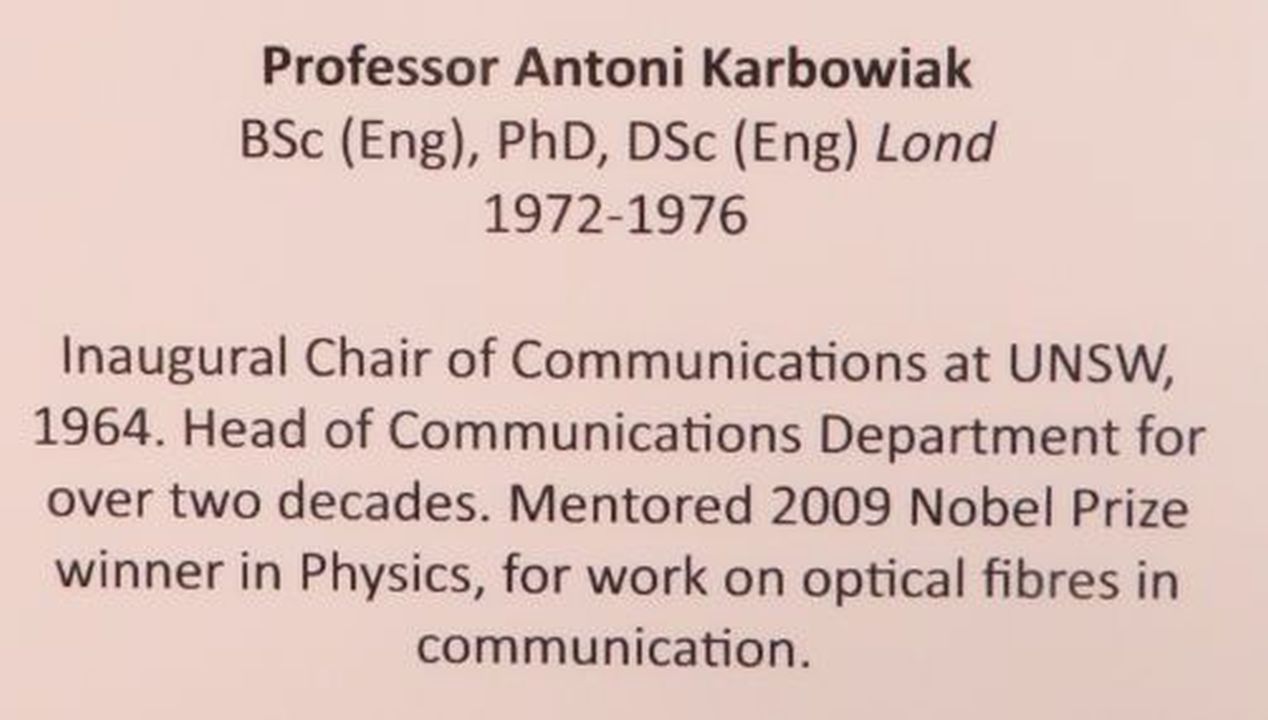 Professor Antoni Karbowiak
BSc (Eng), PhD, DSc (Eng) Lond
1972-1976
Inaugural Chair of Communications at UNSW,
1964. Head of Communications Department for
over two decades. Mentored 2009 Nobel Prize
winner in Physics, for work on optical fibres in
communication.